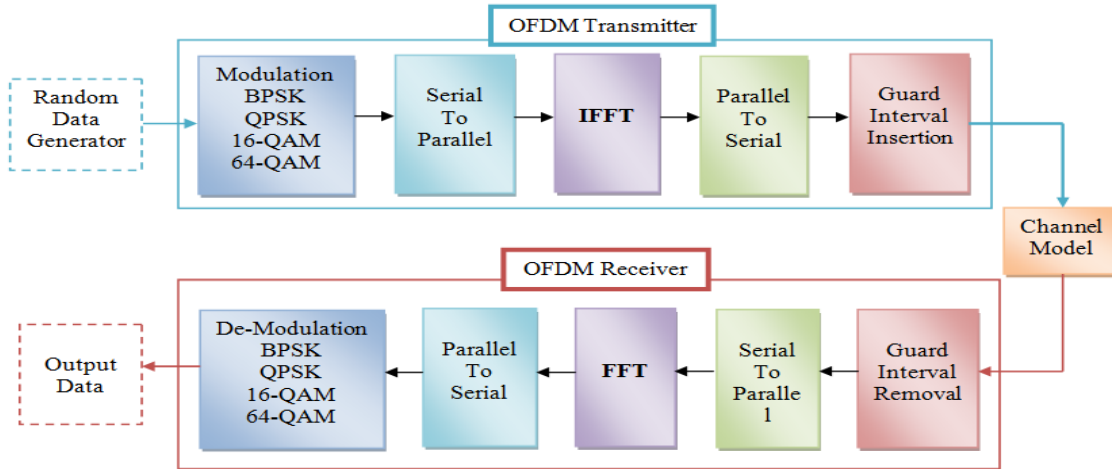 OFDM Transmitter
Random
Data
Generator
Modulation
BPSK
QPSK
16-QAM
64-QAM
Serial
To
Parallel
IFFT
Parallel
To
Serial
Guard
Interval
Insertion
Channel
Model
OFDM Receiver
Output
Data
De-Modulation
BPSK
QPSK
16-QAM
64-QAM
Parallel
To
Serial
FFT
Serial
To
Paralle
l
Guard
Interval
Removal